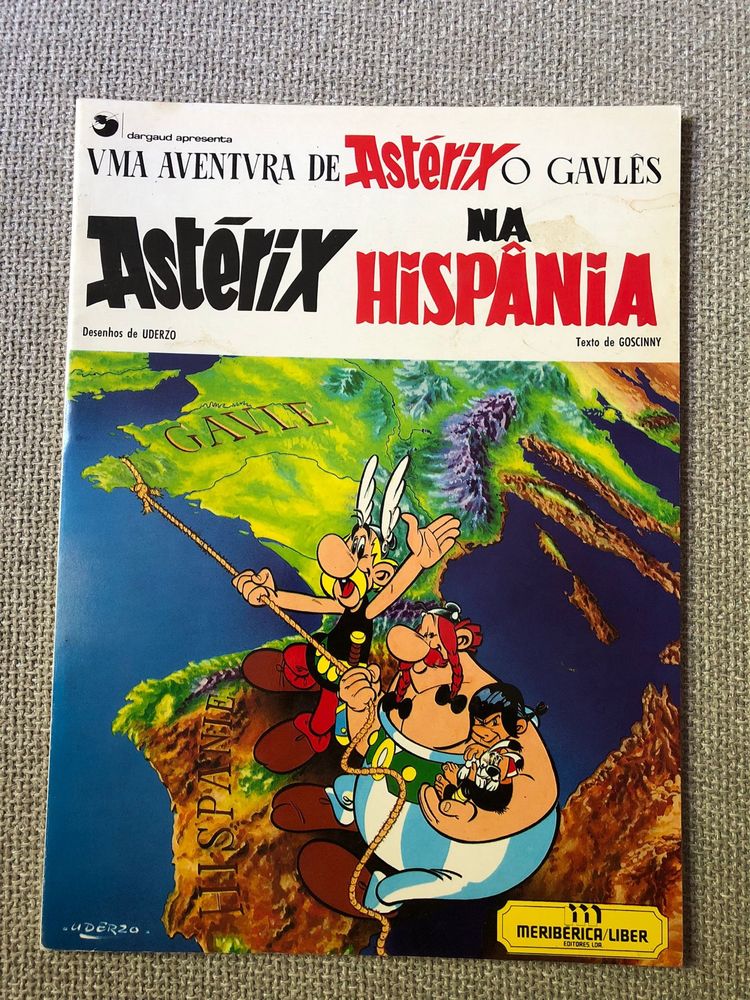 dargaud apresenta
VMA AVENTVRA DE Astérix O GAVLÊS
Astérix NA HISPÂNIA
Desenhos de UDERZO
Texto de GOSCINNY
GAVLE
HISPANIE
. UDERZO .
m
MERIBÉRICA/LIBER
EDITORES LDA.